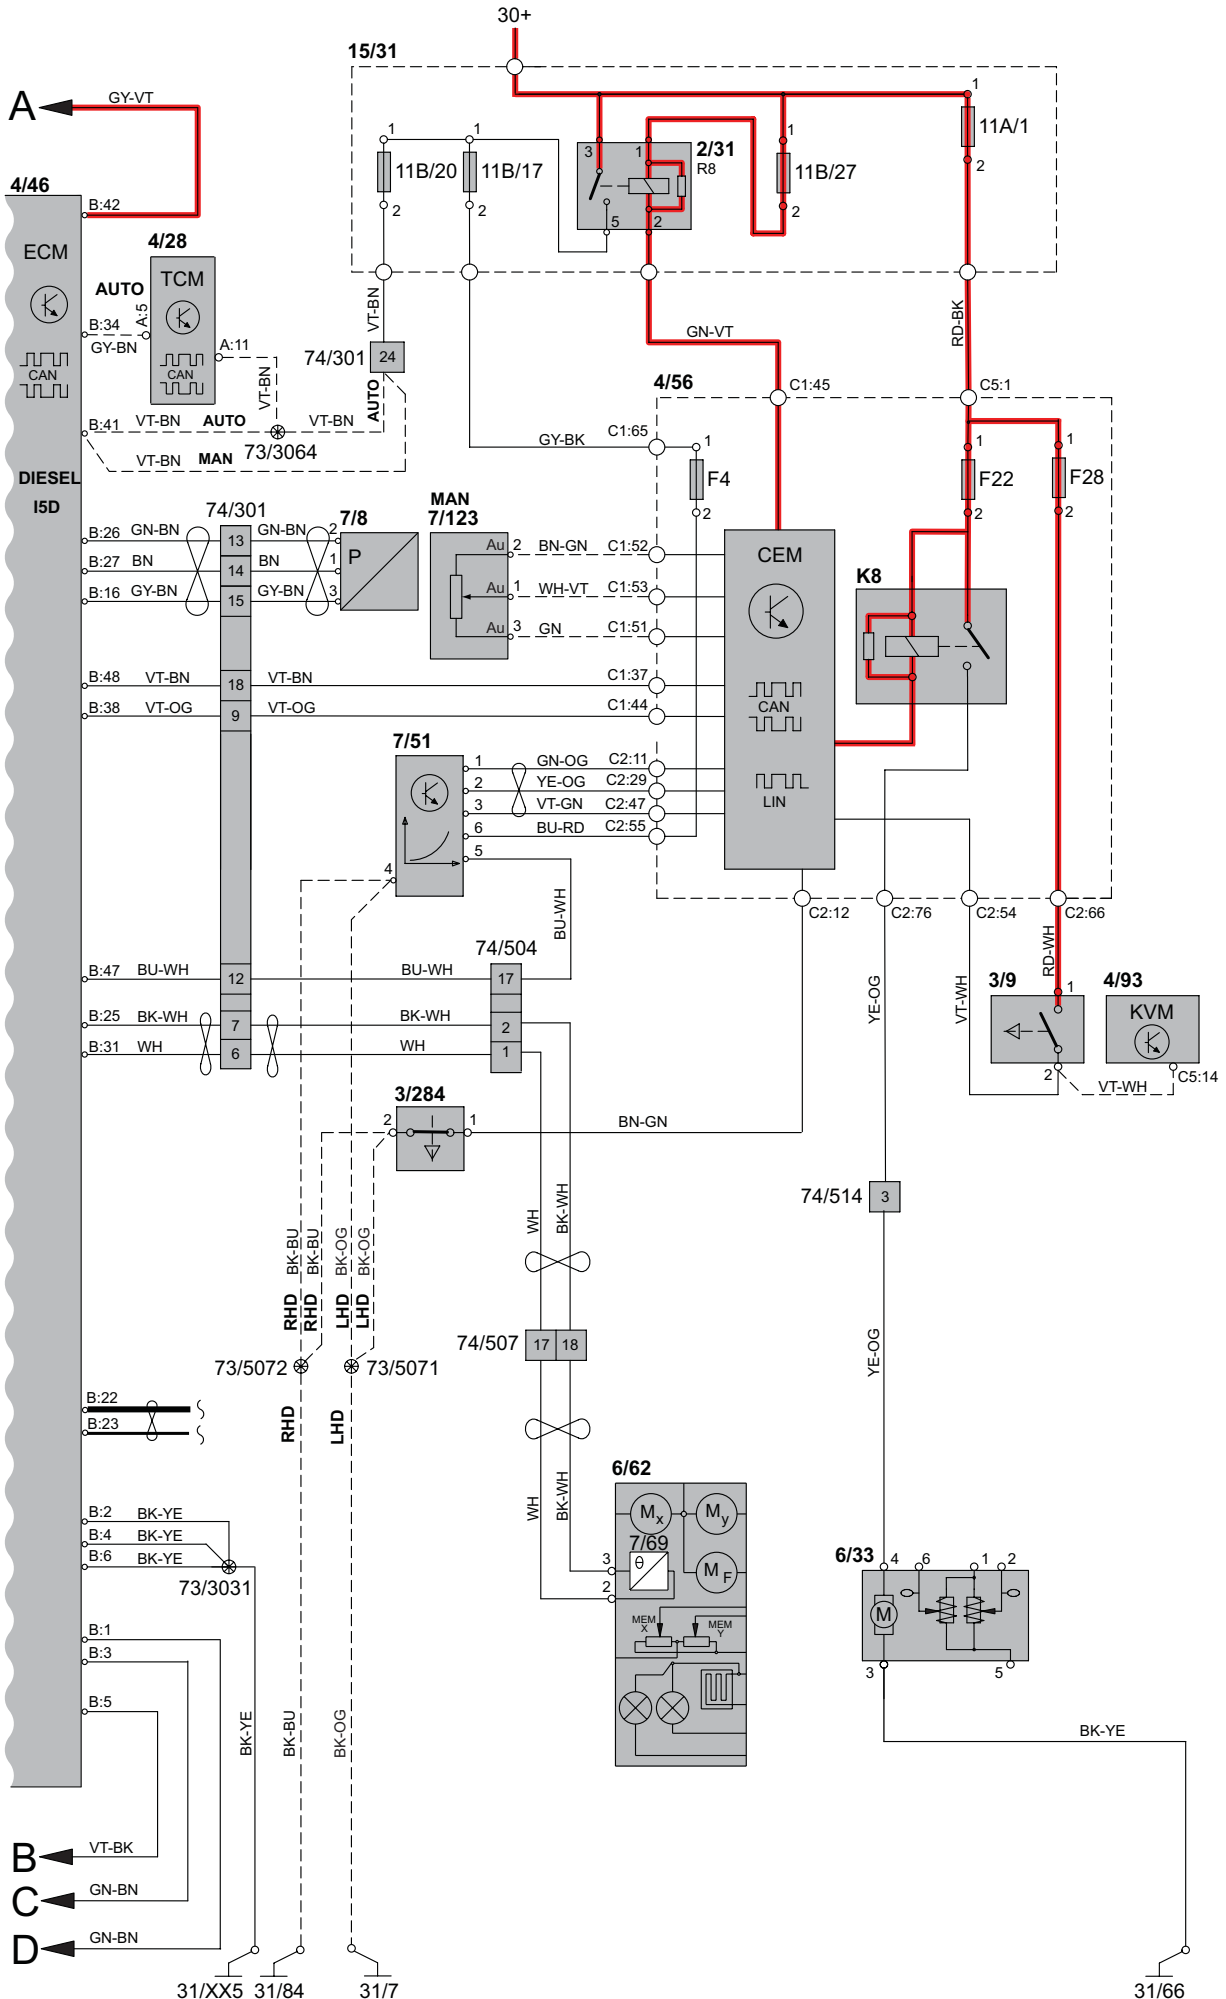 30+
15/31
A
GY-VT
1
11A/1
2
1
11B/20
2
1
11B/17
2
3
1
2/31
R8
5
2
1
11B/27
2
4/46
B:42
ECM
CAN
4/28
TCM
CAN
AUTO
A:5
B:34
GY-BN
A:11
VT-BN
VT-BN
74/301
24
GN-VT
RD-BK
AUTO
B:41
VT-BN
AUTO
VT-BN
73/3064
VT-BN
MAN
4/56
C1:45
C5:1
GY-BK
C1:65
1
F4
2
1
F22
2
1
F28
2
DIESEL
I5D
74/301
B:26
GN-BN
13
GN-BN
2
7/8
P
B:27
BN
14
BN
1
B:16
GY-BN
15
GY-BN
3
MAN
7/123
Au
2
BN-GN
C1:52
Au
1
WH-VT
C1:53
Au
3
GN
C1:51
CEM
CAN
LIN
K8
B:48
VT-BN
18
VT-BN
C1:37
B:38
VT-OG
9
VT-OG
C1:44
7/51
1
GN-OG
C2:11
2
YE-OG
C2:29
3
VT-GN
C2:47
6
BU-RD
C2:55
5
4
BU-WH
C2:12
C2:76
C2:54
C2:66
74/504
B:47
BU-WH
12
BU-WH
17
B:25
BK-WH
7
BK-WH
2
B:31
WH
6
WH
1
YE-OG
VT-WH
RD-WH
3/9
1
2
4/93
KVM
C5:14
VT-WH
3/284
2
1
BN-GN
74/514
3
BK-BU
RHD
BK-BU
RHD
BK-OG
LHD
BK-OG
LHD
WH
BK-WH
73/5072
73/5071
74/507
17
18
YE-OG
RHD
LHD
B:22
B:23
WH
BK-WH
6/62
Mx
My
7/69
θ
MF
3
2
MEM
X
MEM
Y
B:2
BK-YE
B:4
BK-YE
B:6
BK-YE
73/3031
6/33
4
6
1
2
M
3
5
B:1
B:3
B:5
BK-YE
BK-BU
BK-OG
BK-YE
B
VT-BK
C
GN-BN
D
GN-BN
31/XX5
31/84
31/7
31/66